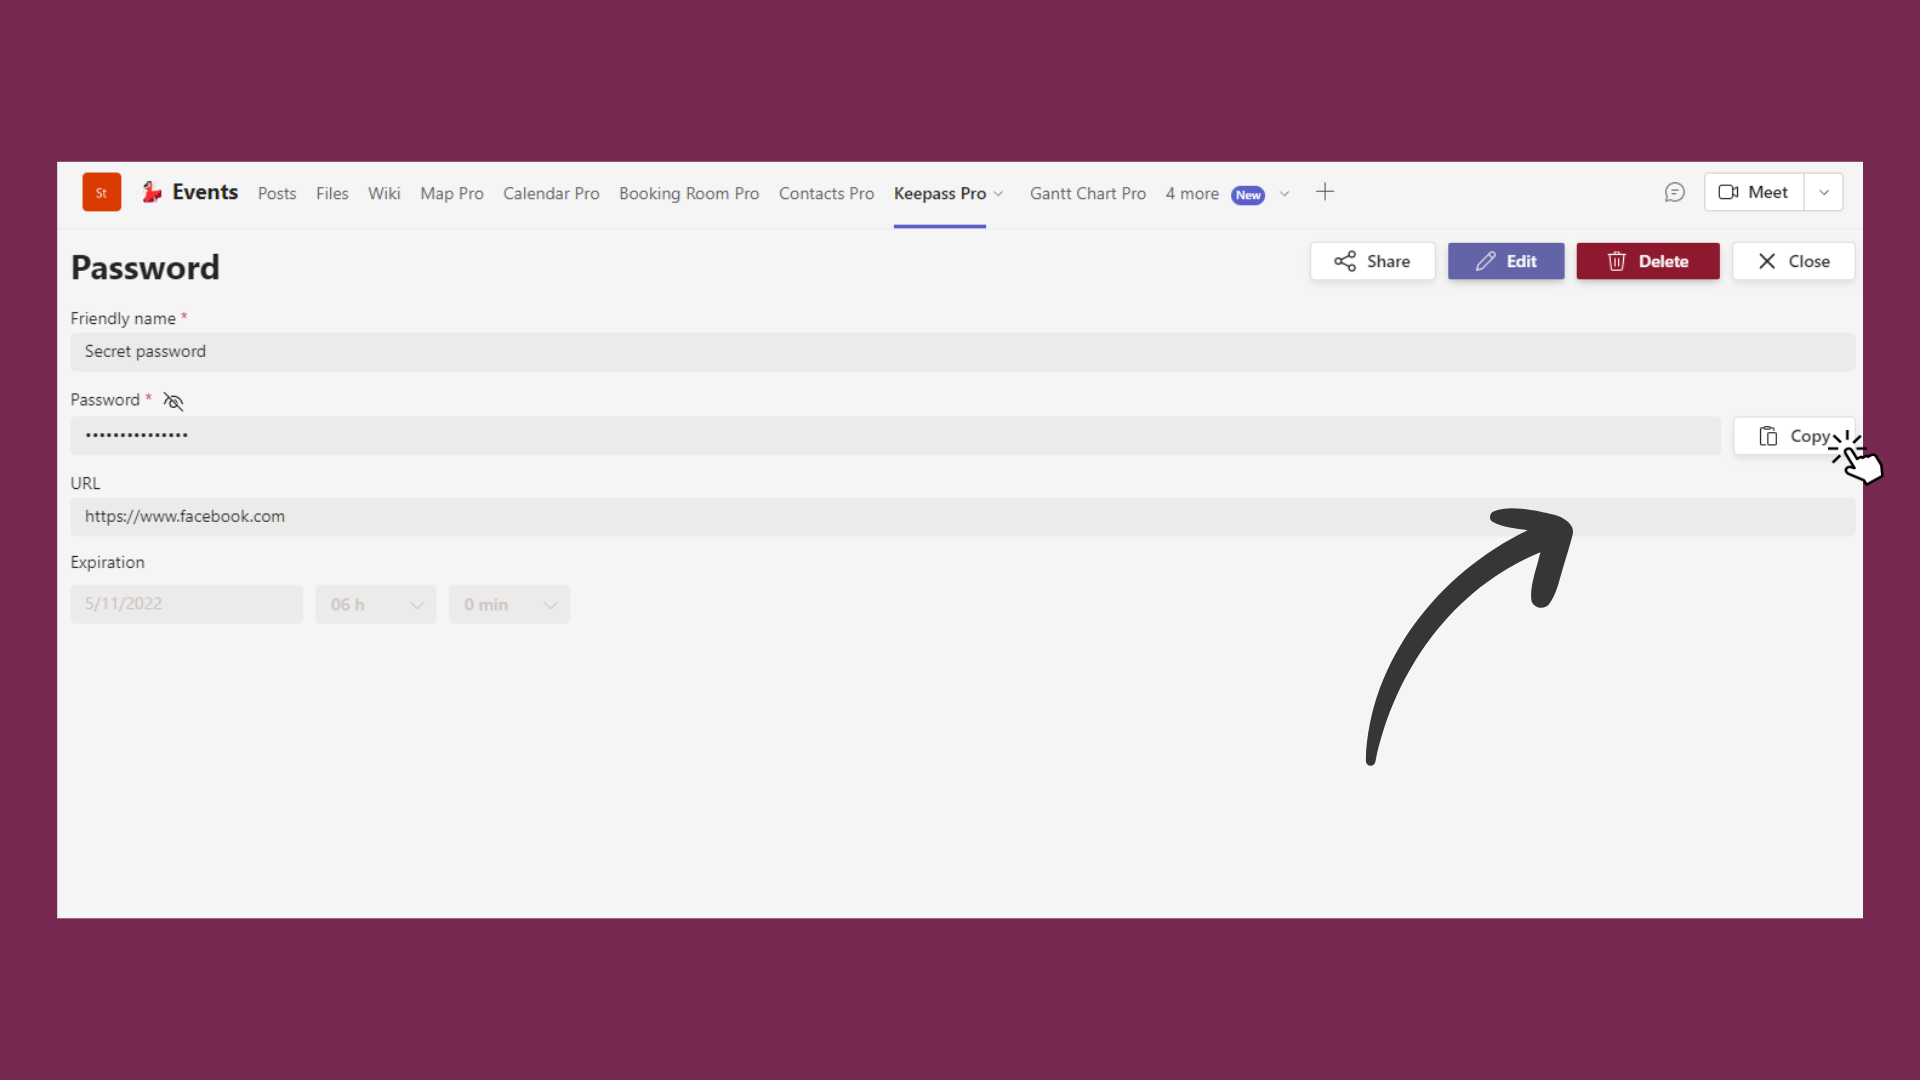 St Events Posts Files Wiki Map Pro Calendar Pro Booking Room Pro Contacts Pro Keepass Pro Gantt Chart Pro 4 more New Meet
Password Share Edit Delete Close
Friendly name *
Secret password
Password *
••••••••••••••• Copy
URL
https://www.facebook.com
Expiration
5/11/2022 06 h 0 min